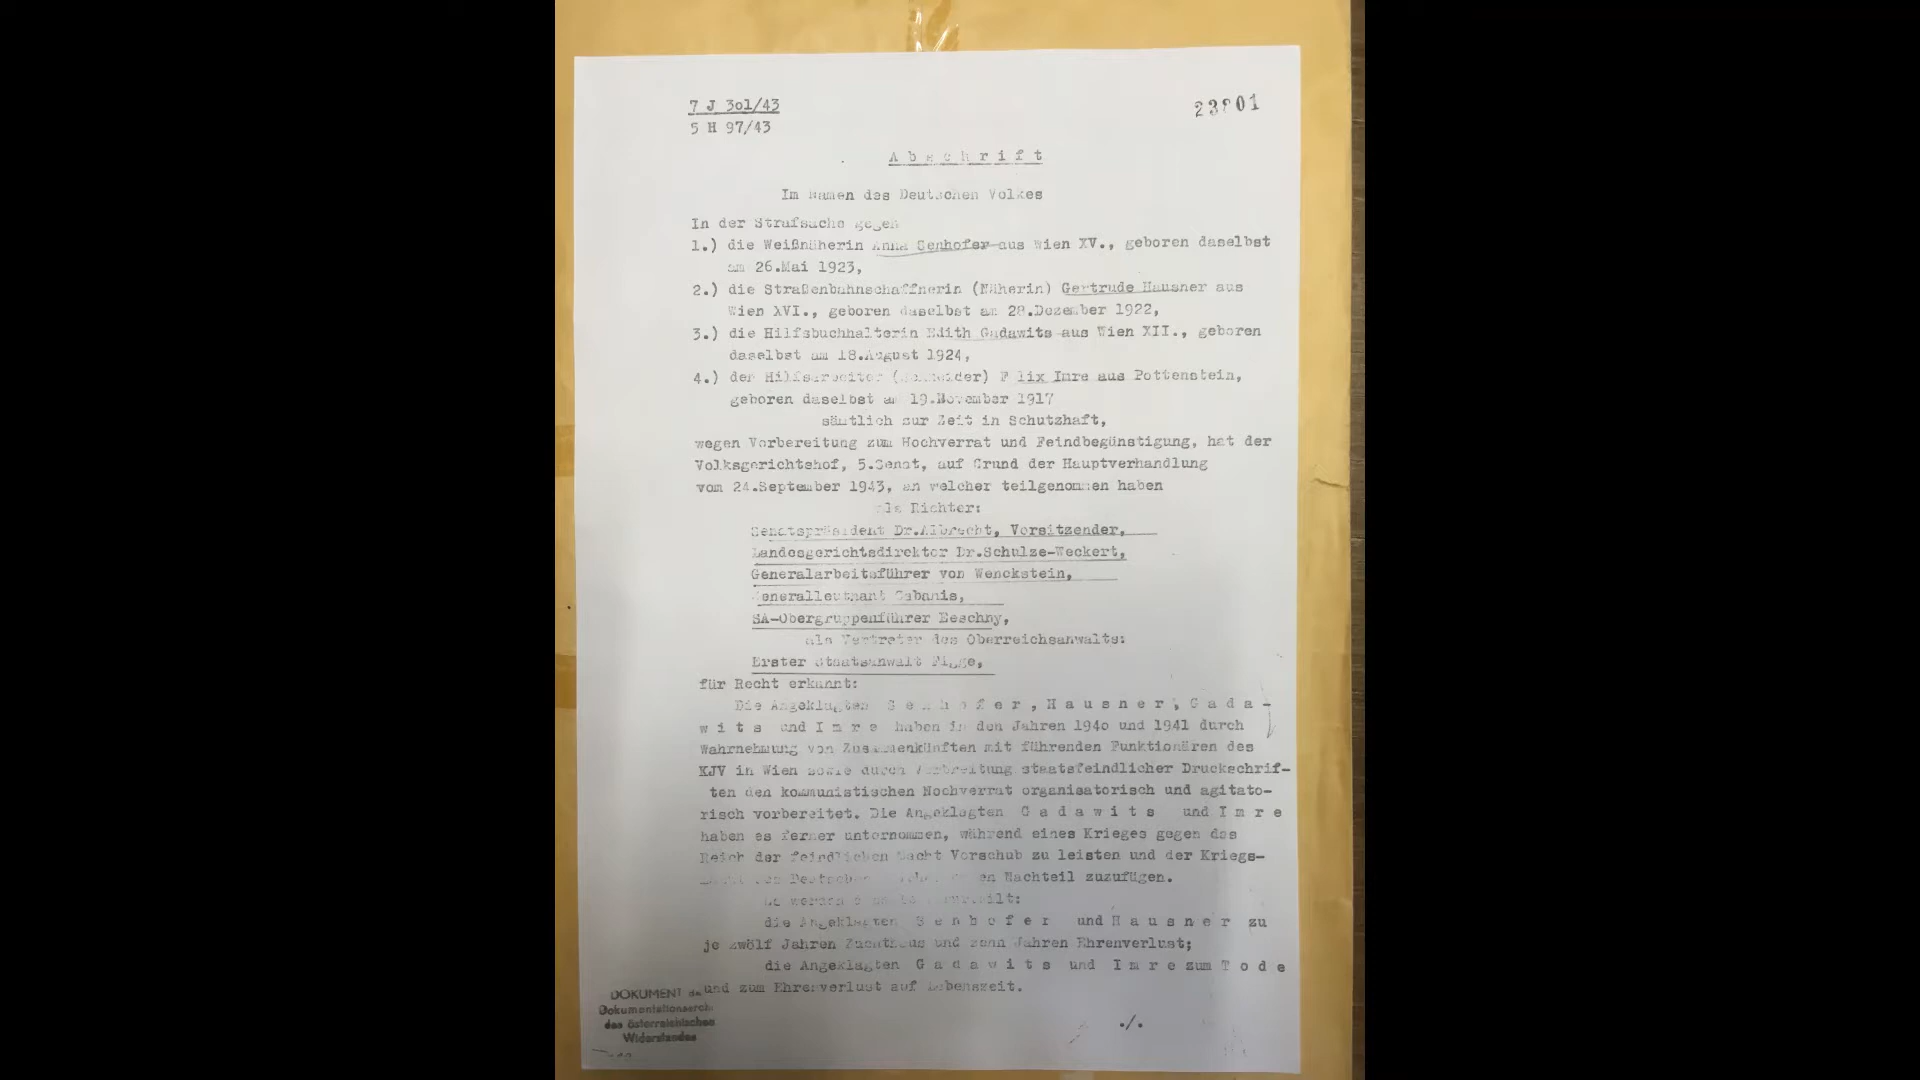 7 J 3o1/43
5 H 97/43
23801
Abschrift
Im Namen des Deutschen Volkes
In der Strafsache gegen
1.) die Weißnäherin Anna Senhofer aus Wien XV., geboren daselbst
am 26.Mai 1923,
2.) die Straßenbahnschaffnerin (Näherin) Gertrude Hausner aus
Wien XVI., geboren daselbst am 28.Dezember 1922,
3.) die Hilfsbuchhalterin Edith Gadawits aus Wien XII., geboren
daselbst am 18.August 1924,
4.) der Hilfsarbeiter (Schneider) Felix Imre aus Pottenstein,
geboren daselbst am 19.November 1917
sämtlich zur Zeit in Schutzhaft,
wegen Vorbereitung zum Hochverrat und Feindbegünstigung, hat der
Volksgerichtshof, 5.Senat, auf Grund der Hauptverhandlung
vom 24.September 1943, an welcher teilgenommen haben
als Richter:
Senatspräsident Dr.Albrecht, Vorsitzender,
Landesgerichtsdirektor Dr.Schulze-Weckert,
Generalarbeitsführer von Wenckstein,
Generalleutnant Cabanis,
SA-Obergruppenführer
als Vertreter des Oberreichsanwalts:
Erster Staatsanwalt
für Recht erkannt:
Die Angeklagten Senhofer, Hausner, Gada-
wits und Imre haben in den Jahren 194o und 1941 durch
Wahrnehmung von Zusammenkünften mit führenden Funktionären des
KJV in Wien sowie durch Verbreitung staatsfeindlicher Druckschrif-
ten den kommunistischen Hochverrat organisatorisch und agitato-
risch vorbereitet. Die Angeklagten Gadawits und Imre
haben es ferner unternommen, während eines Krieges gegen das
Reich der feindlichen Macht Vorschub zu leisten und der Kriegs-
en Nachteil zuzufügen.
Es werden verurteilt:
die Angeklagten Senhofer und Hausner zu
je zwölf Jahren Zuchthaus und zehn Jahren Ehrenverlust;
die Angeklagten Gadawits und Imre zum Tode
und zum Ehrenverlust auf Lebenszeit.
DOKUMENT
Dokumentationsarch.
des österreichischen
Widerstandes
./.